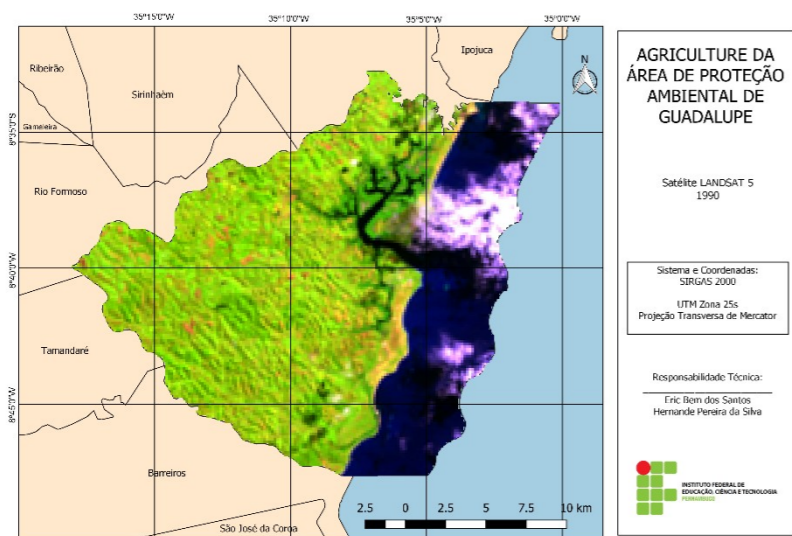 35°15'0"W
35°10'0"W
35°5'0"W
35°0'0"W
Ribeirão
Sirinhaém
Ipojuca
N
Gameleira
8°35'0"S
Rio Formoso
8°40'0"W
Tamandaré
8°45'0"W
Barreiros
São José da Coroa
2.5 0 2.5 5 7.5 10 km
AGRICULTURE DA
ÁREA DE PROTEÇÃO
AMBIENTAL DE
GUADALUPE
Satélite LANDSAT 5
1990
Sistema e Coordenadas:
SIRGAS 2000
UTM Zona 25s
Projeção Transversa de Mercator
Responsabilidade Técnica:
Eric Bem dos Santos
Hernande Pereira da Silva
INSTITUTO FEDERAL DE
EDUCAÇÃO, CIÊNCIA E TECNOLOGIA
PERNAMBUCO